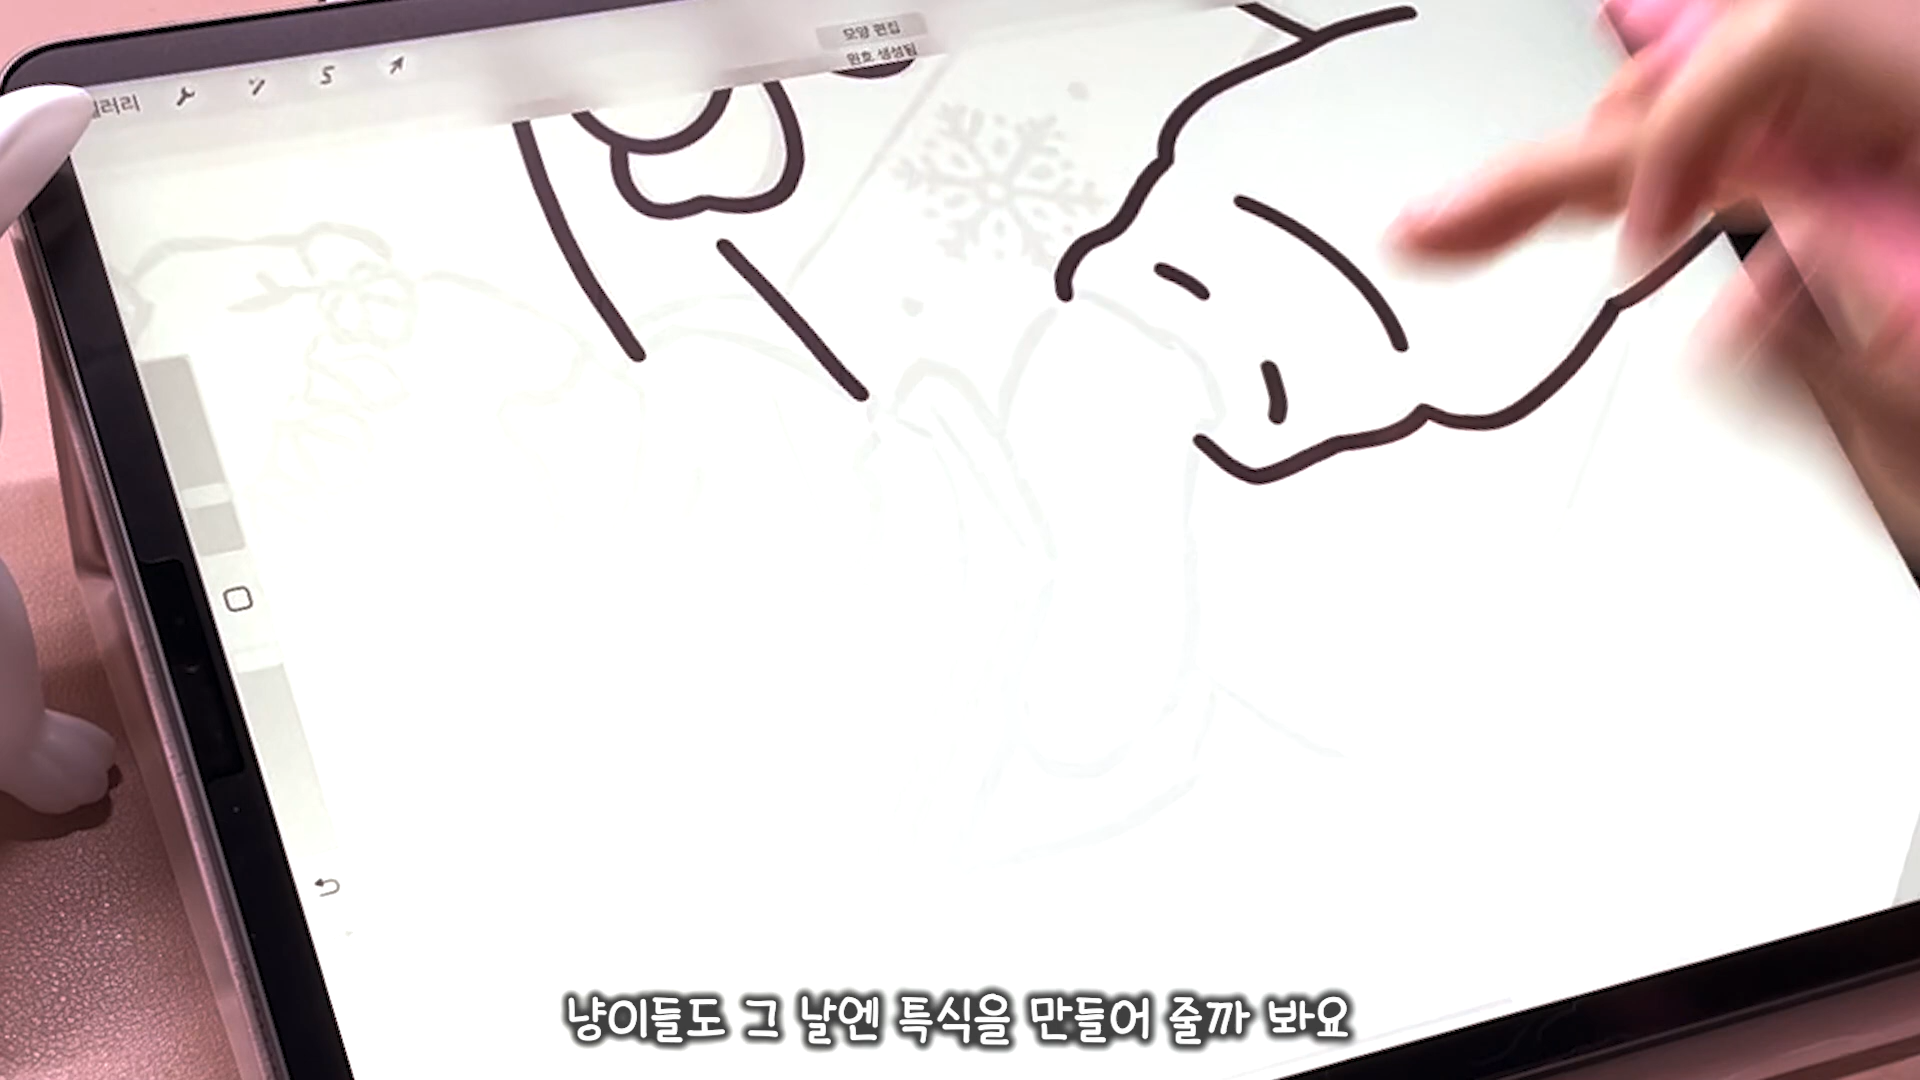 모양 편집
원호 생성됨
냥이들도 그 날엔 특식을 만들어 줄까 봐요